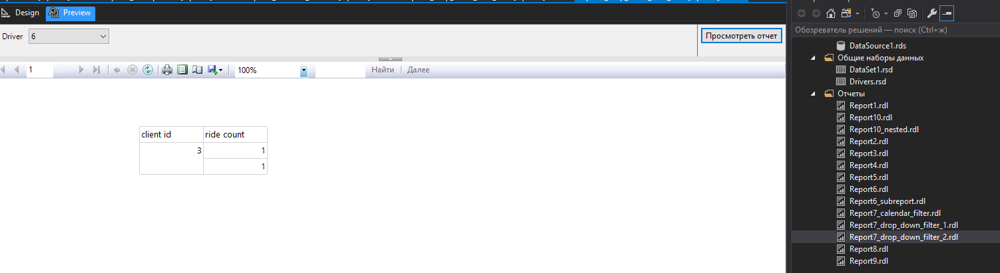 Design Preview
Driver 6 Просмотреть отчет
1 100% Найти Далее
client id ride count
3 1
1
Обозреватель решений — поиск (Ctrl+ж)
DataSource1.rds
Общие наборы данных
DataSet1.rsd
Drivers.rsd
Отчеты
Report1.rdl
Report10.rdl
Report10_nested.rdl
Report2.rdl
Report3.rdl
Report4.rdl
Report5.rdl
Report6.rdl
Report6_subreport.rdl
Report7_calendar_filter.rdl
Report7_drop_down_filter_1.rdl
Report7_drop_down_filter_2.rdl
Report8.rdl
Report9.rdl